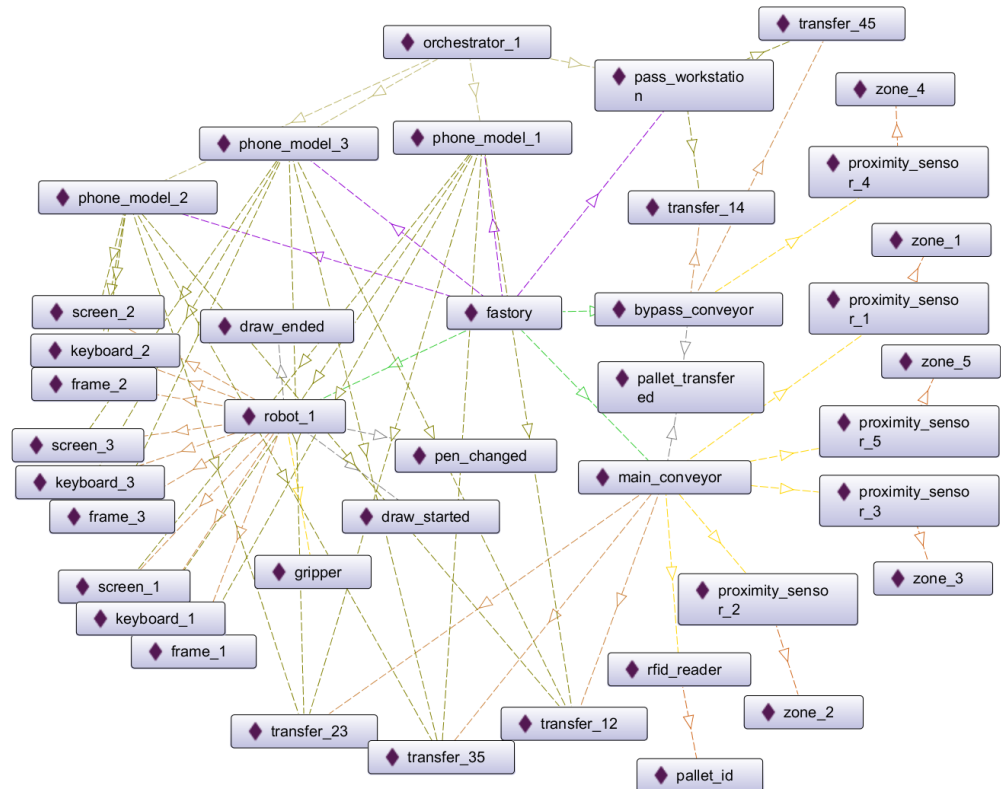 transfer_45
orchestrator_1
pass_workstatio
n
zone_4
phone_model_3
phone_model_1
proximity_senso
r_4
phone_model_2
transfer_14
zone_1
screen_2
draw_ended
fastory
bypass_conveyor
proximity_senso
r_1
keyboard_2
zone_5
frame_2
pallet_transferr
ed
robot_1
proximity_senso
r_5
screen_3
pen_changed
keyboard_3
main_conveyor
proximity_senso
r_3
frame_3
draw_started
gripper
zone_3
screen_1
proximity_senso
r_2
keyboard_1
frame_1
rfid_reader
zone_2
transfer_23
transfer_12
transfer_35
pallet_id